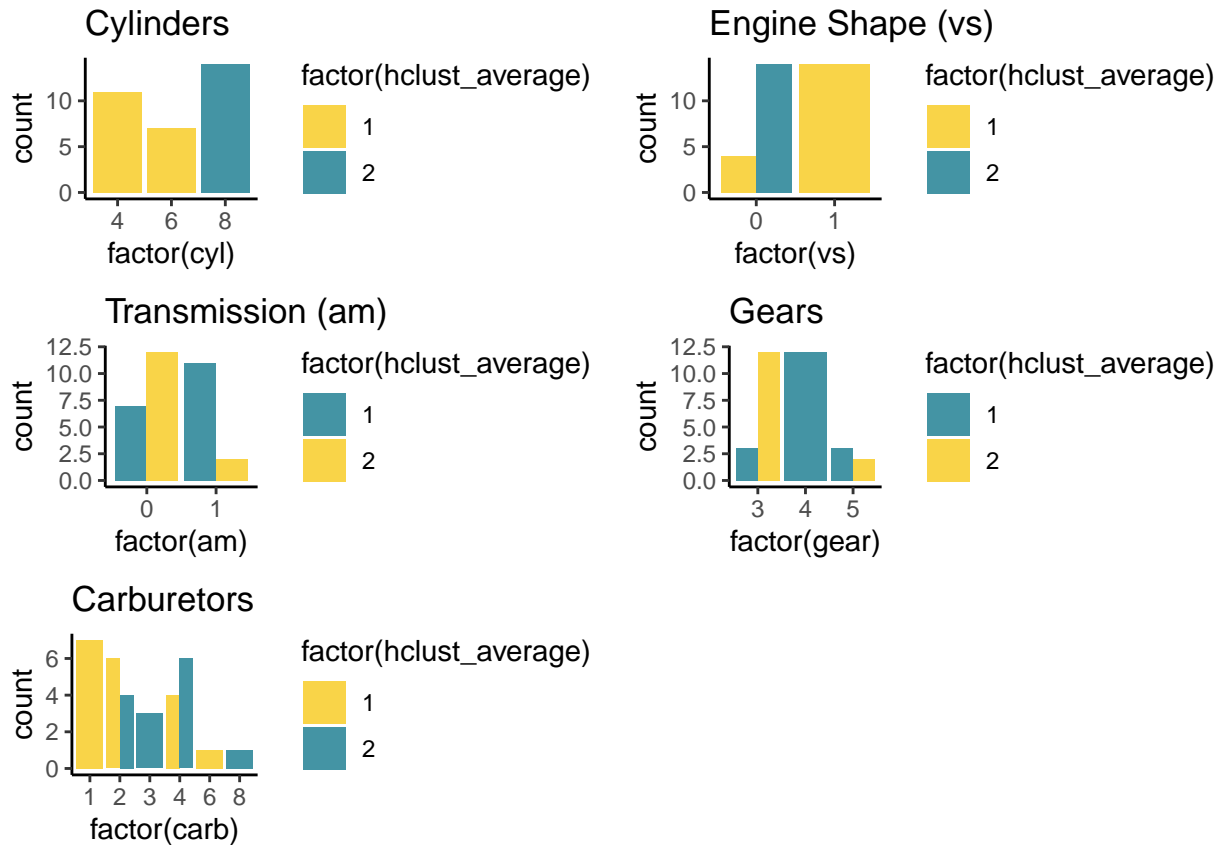 Cylinders
count
10
5
0
4 6 8
factor(cyl)
factor(hclust_average)
1
2
Engine Shape (vs)
count
10
5
0
0 1
factor(vs)
factor(hclust_average)
1
2
Transmission (am)
count
12.5
10.0
7.5
5.0
2.5
0.0
0 1
factor(am)
factor(hclust_average)
1
2
Gears
count
12.5
10.0
7.5
5.0
2.5
0.0
3 4 5
factor(gear)
factor(hclust_average)
1
2
Carburetors
count
6
4
2
0
1 2 3 4 6 8
factor(carb)
factor(hclust_average)
1
2